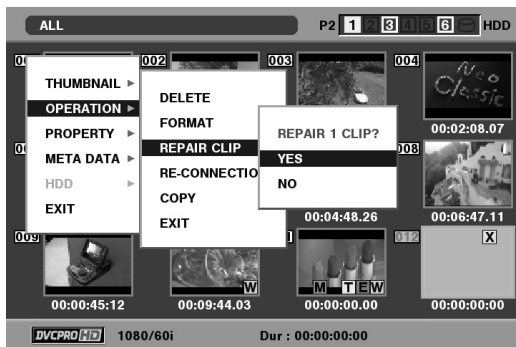 ALL P2 1 2 3 4 5 6 HDD
00 002 003 004
THUMBNAIL
OPERATION
PROPERTY
META DATA
HDD
EXIT
DELETE
FORMAT
REPAIR CLIP
RE-CONNECTIO
COPY
EXIT
REPAIR 1 CLIP?
YES
NO
Neo
Classic
00:02:08.07
00 008
00:04:48.26 00:06:47.11
009 012 X
W M T E W
00:00:45:12 00:09:44.03 00:00:00.00 00:00:00:00
DVCPRO HD 1080/60i Dur : 00:00:00:00